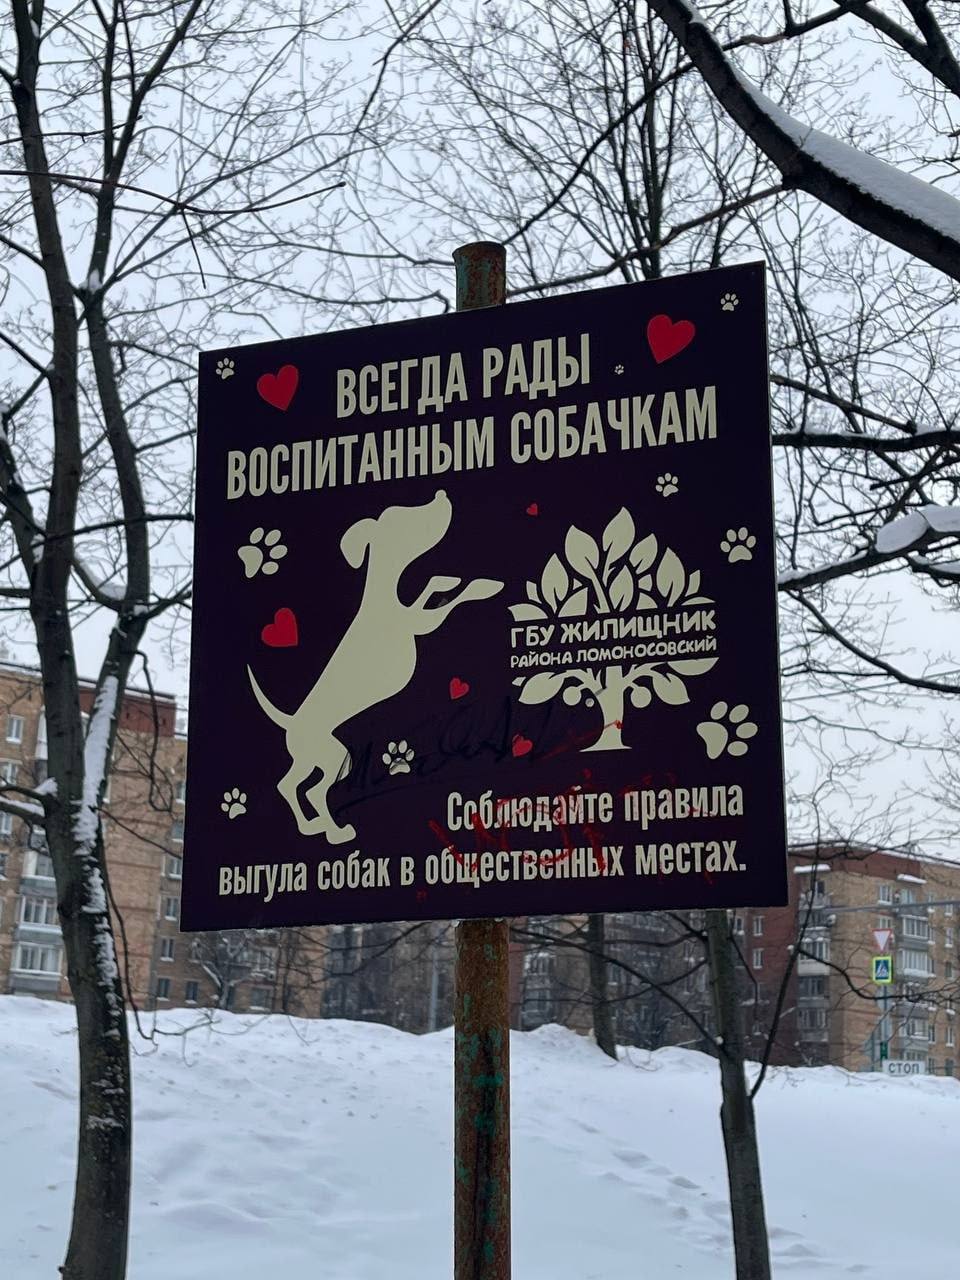 ВСЕГДА РАДЫ
ВОСПИТАННЫМ СОБАЧКАМ
ГБУ ЖИЛИЩНИК
РАЙОНА ЛОМОНОСОВСКИЙ
Соблюдайте правила
выгула собак в общественных местах.
СТОП